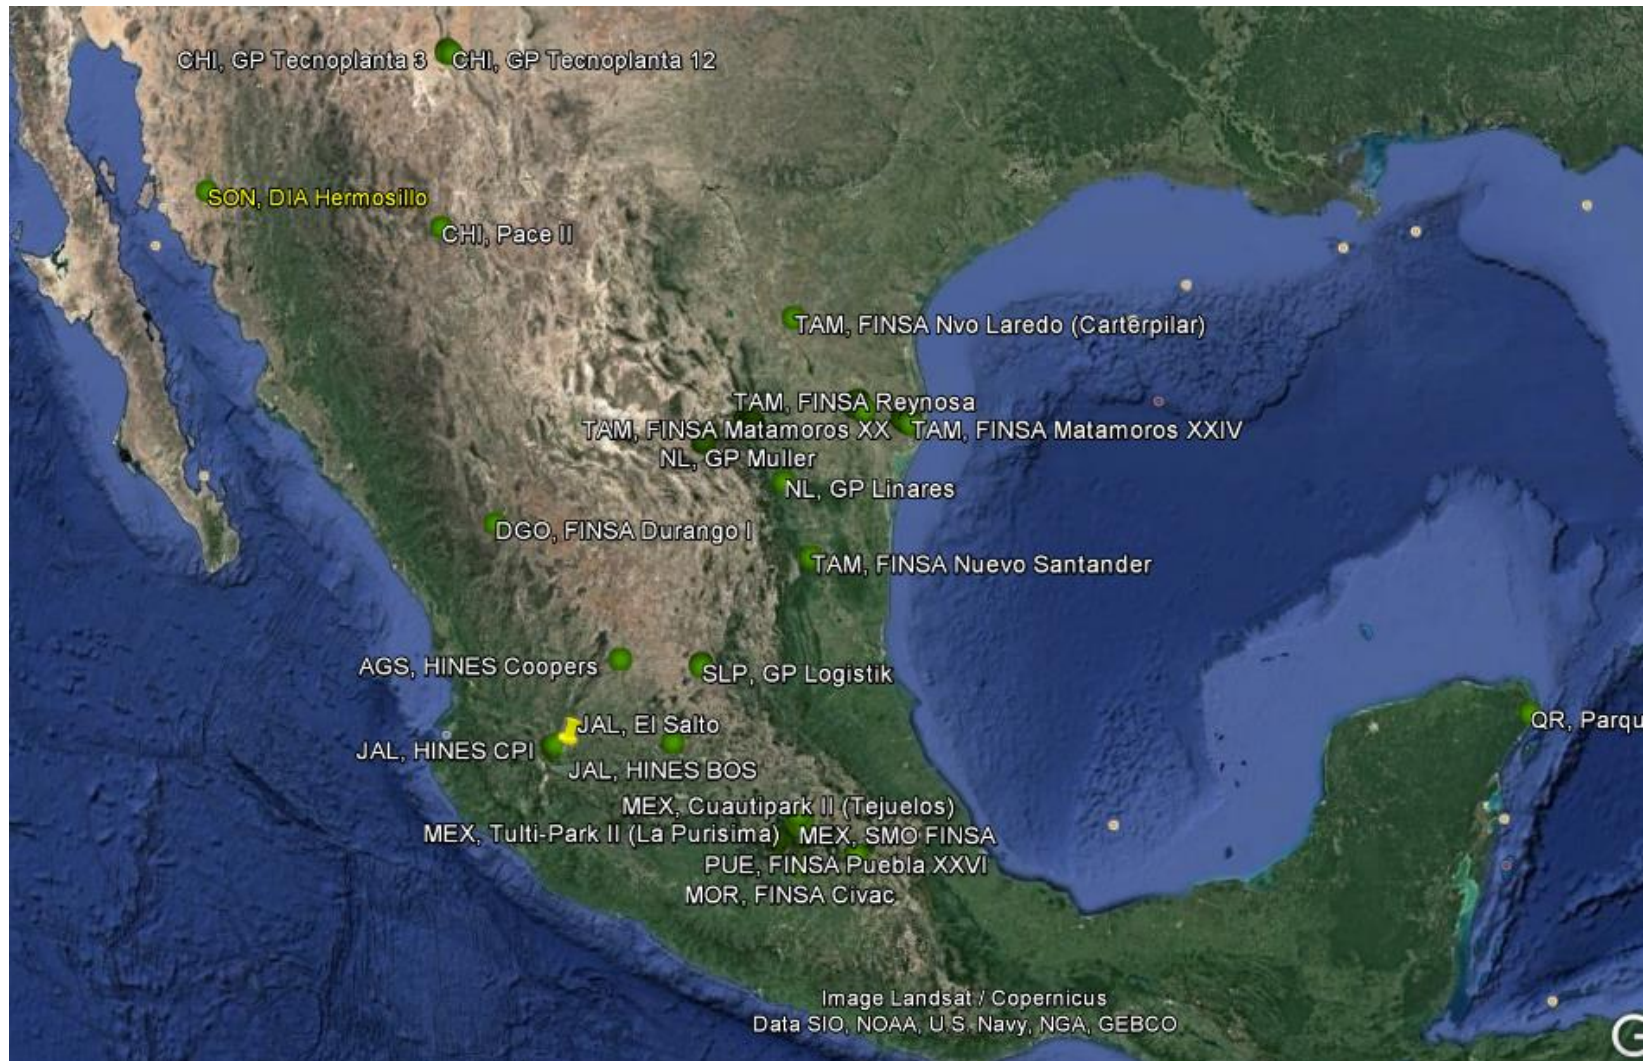 CHI, GP Tecnoplanta 3
CHI, GP Tecnoplanta 12
SON, DIA Hermosillo
CHI, Pace II
TAM, FINSA Nvo Laredo (Carterpilar)
TAM, FINSA Reynosa
TAM, FINSA Matamoros XX
TAM, FINSA Matamoros XXIV
NL, GP Muller
NL, GP Linares
DGO, FINSA Durango I
TAM, FINSA Nuevo Santander
AGS, HINES Coopers
SLP, GP Logistik
QR, Parqu
JAL, El Salto
JAL, HINES CPI
JAL, HINES BOS
MEX, Cuautipark II (Tejuelos)
MEX, Tulti-Park II (La Purisima)
MEX, SMO FINSA
PUE, FINSA Puebla XXVI
MOR, FINSA Civac
Image Landsat / Copernicus
Data SIO, NOAA, U.S. Navy, NGA, GEBCO
G